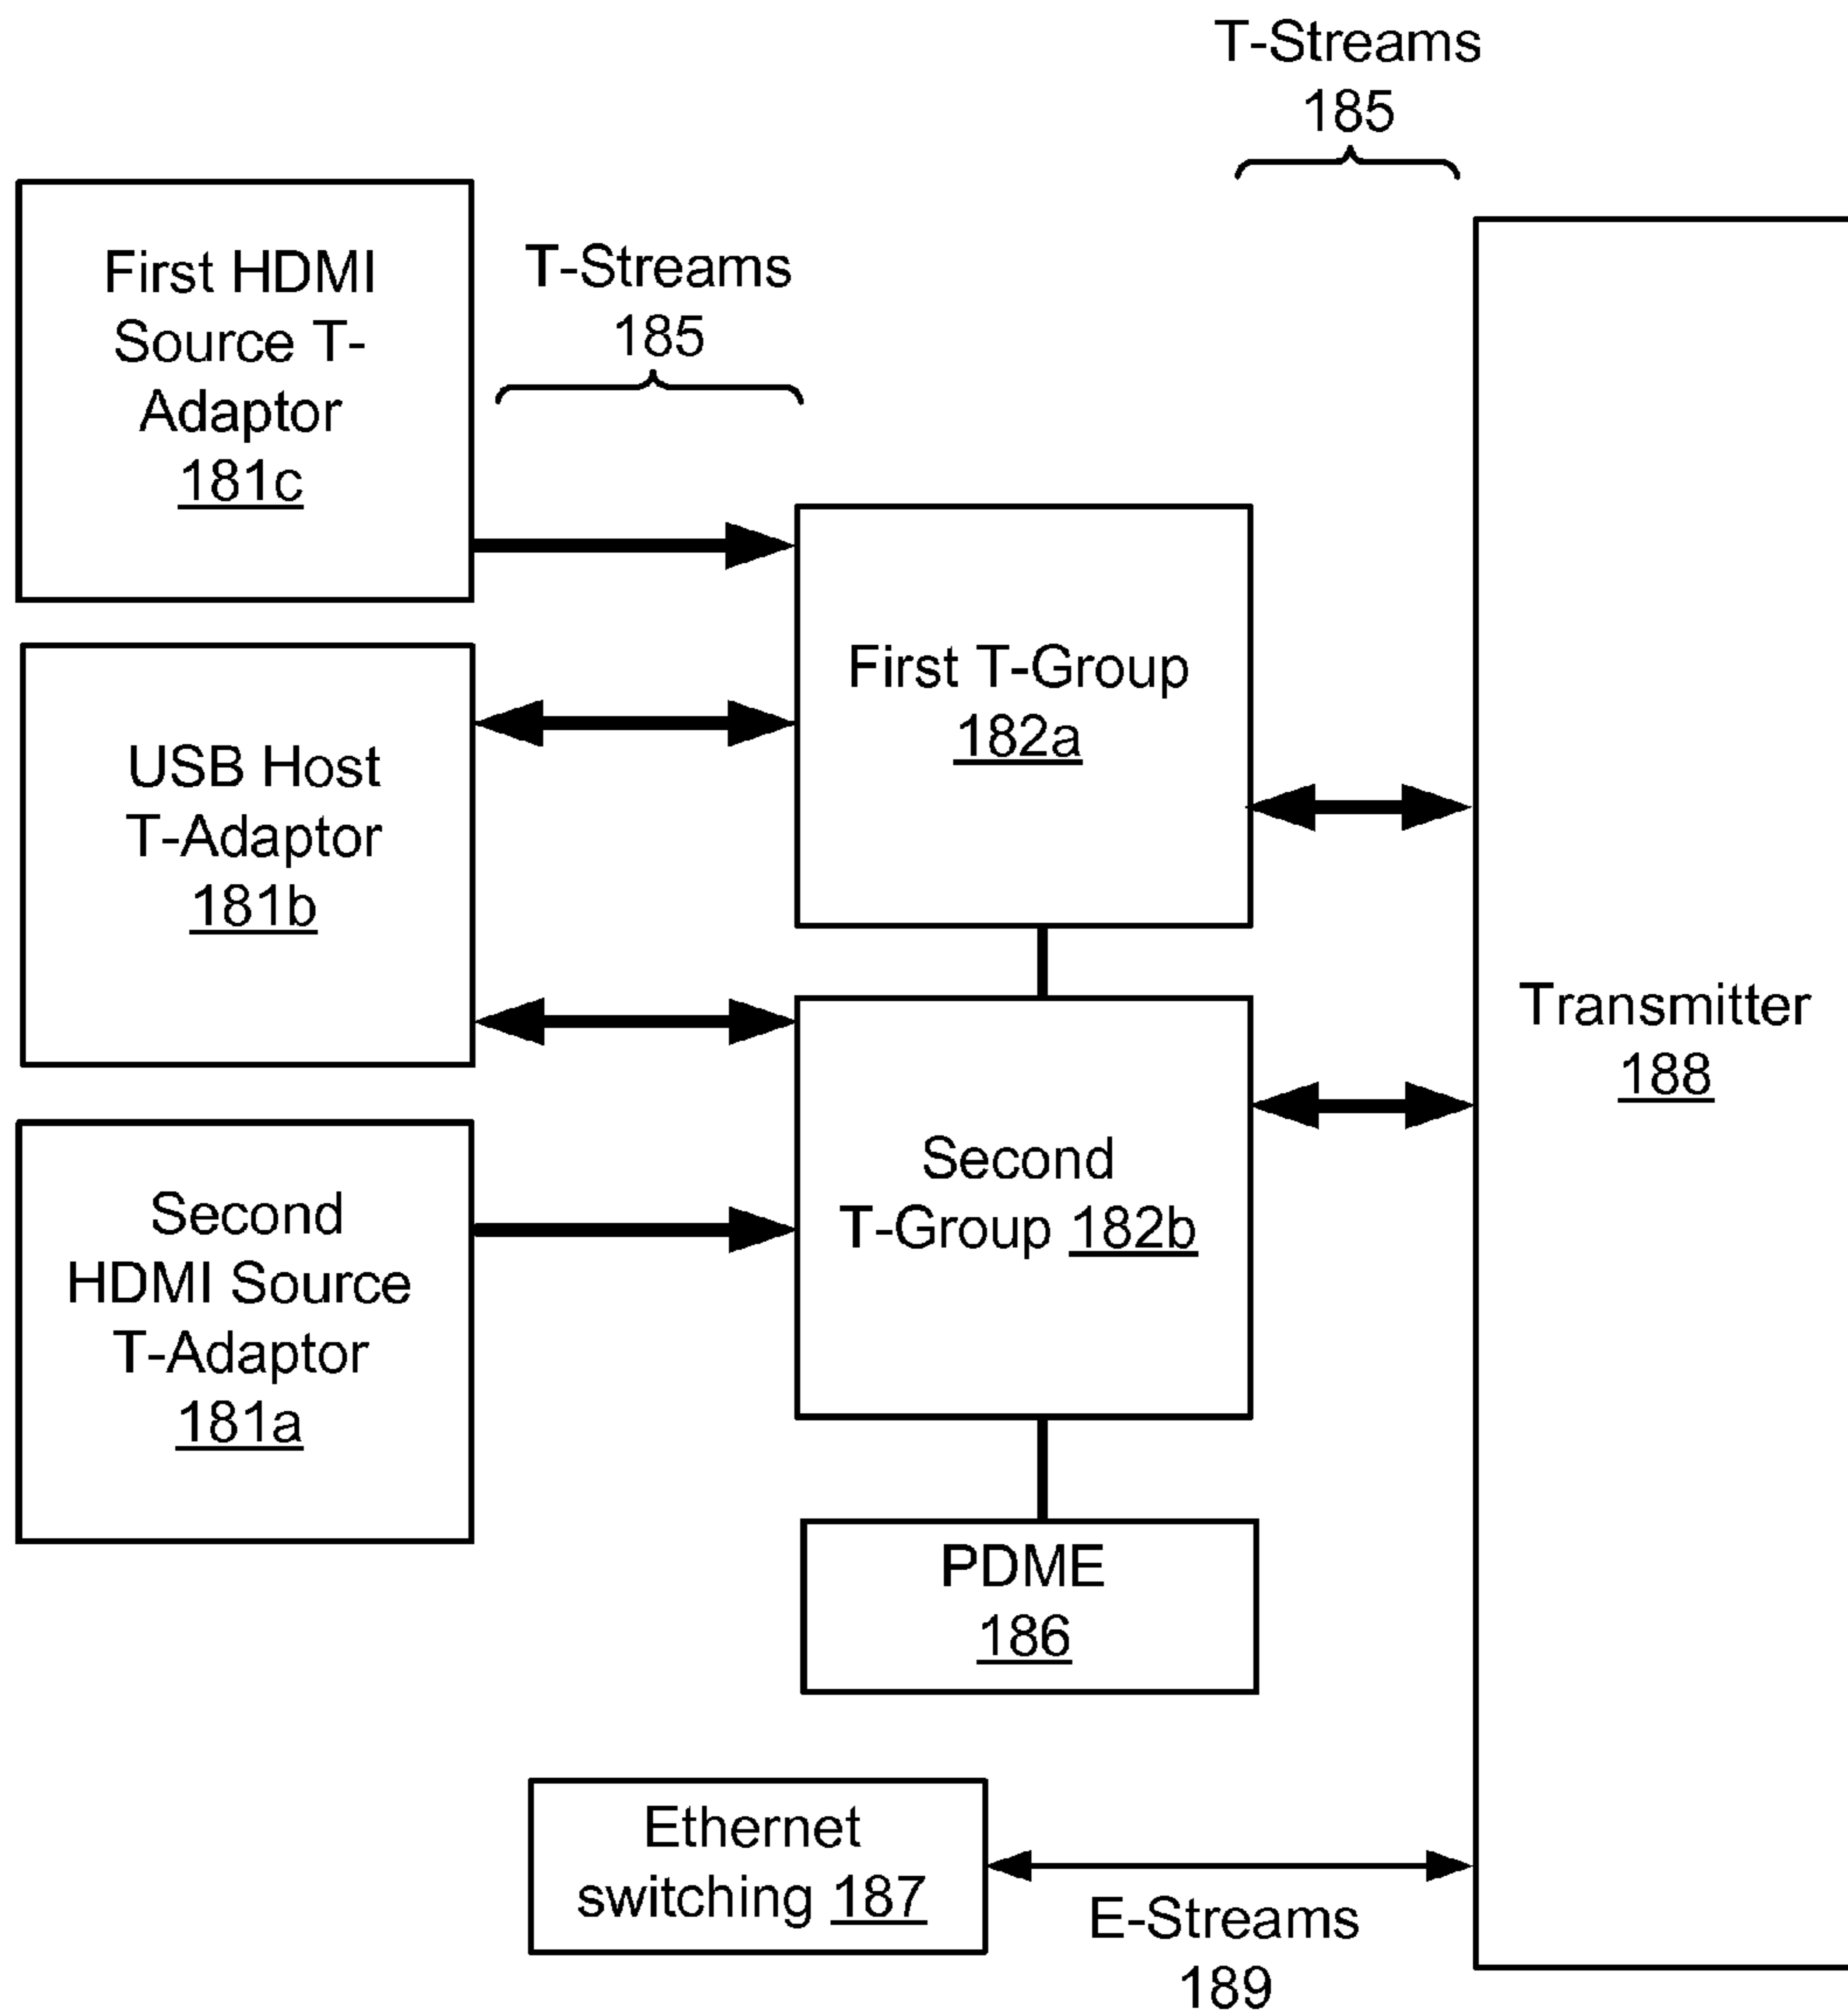 T-Streams
185
First HDMI
Source T-
Adaptor
181c
T-Streams
185
First T-Group
182a
USB Host
T-Adaptor
181b
Transmitter
188
Second
T-Group 182b
Second
HDMI Source
T-Adaptor
181a
PDME
186
Ethernet
switching 187
E-Streams
189